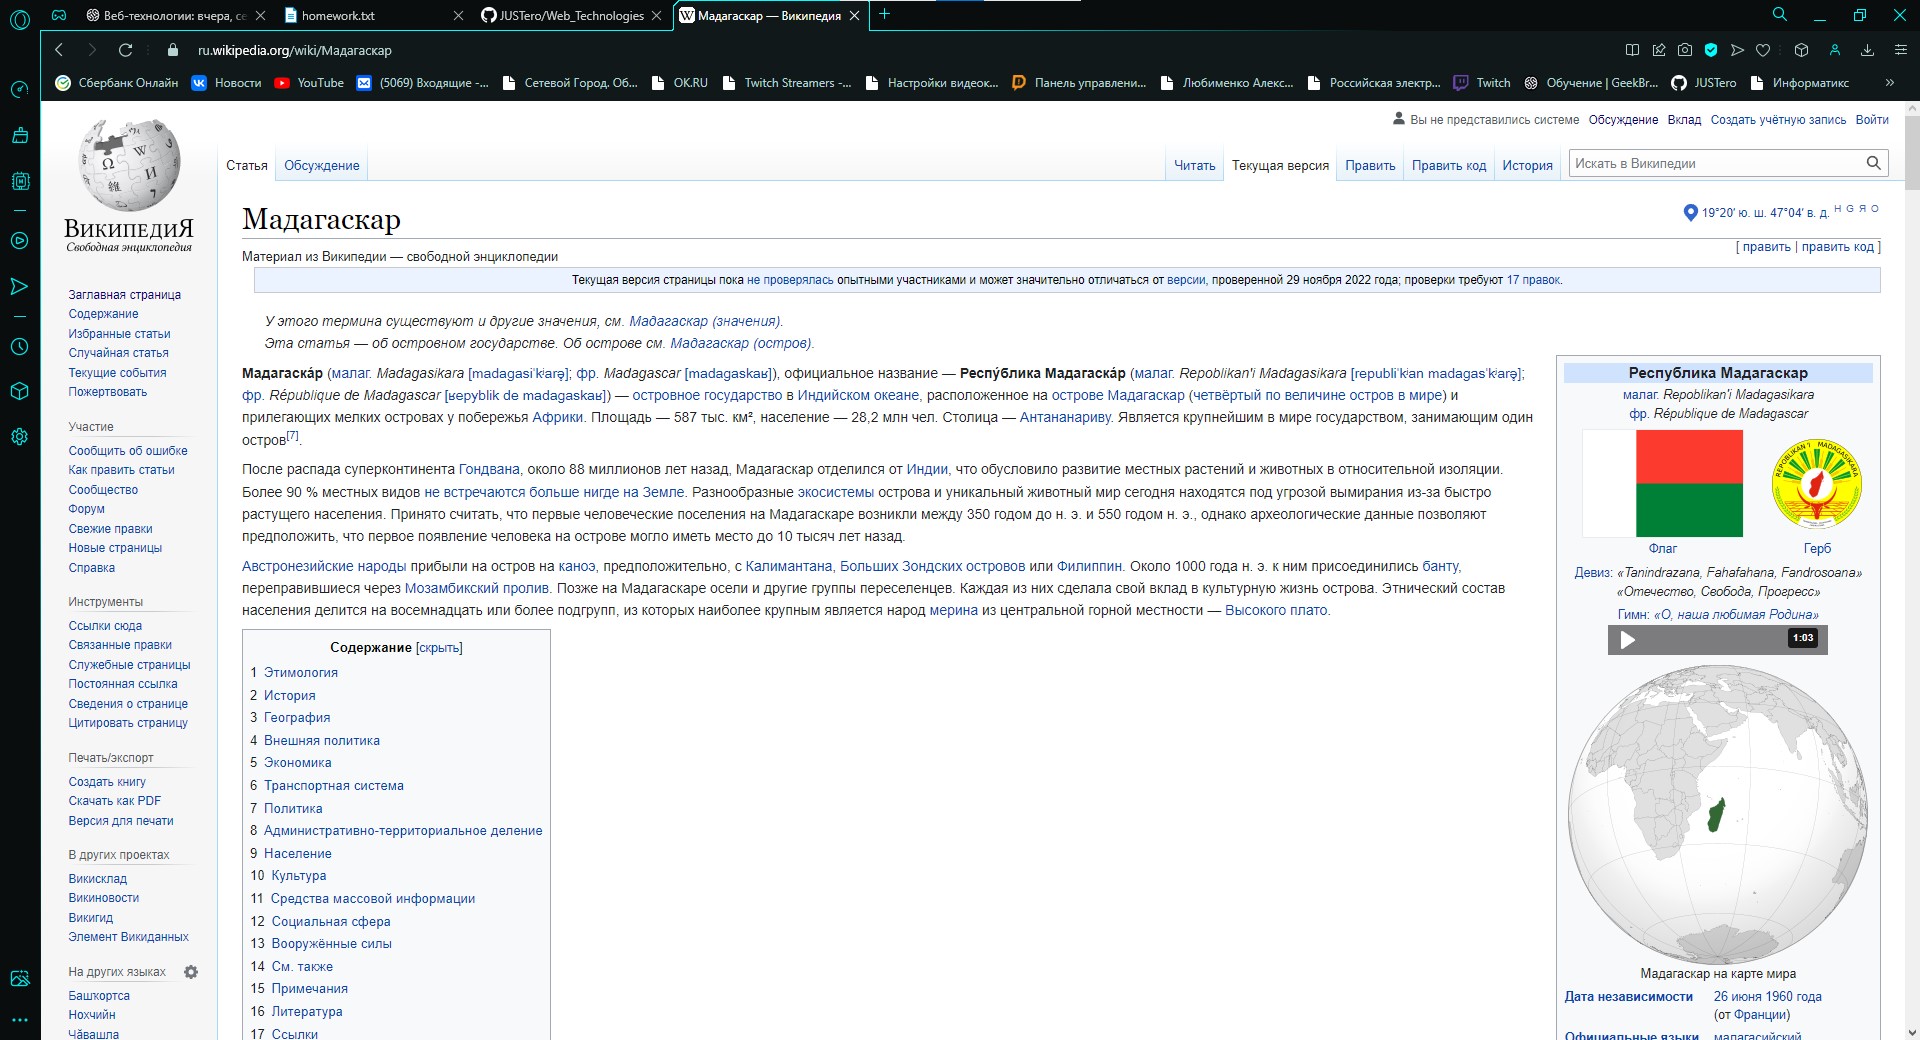 Веб-технологии: вчера, се
homework.txt
JUSTero/Web_Technologies
Мадагаскар — Википедия
ru.wikipedia.org/wiki/Мадагаскар
Сбербанк Онлайн
Новости
YouTube
(5069) Входящие -...
Сетевой Город. Об...
OK.RU
Twitch Streamers -...
Настройки видеок...
Панель управлени...
Любименко Алекс...
Российская электр...
Twitch
Обучение | GeekBr...
JUSTero
Информатикс
Вы не представились системе
Обсуждение
Вклад
Создать учётную запись
Войти
Статья
Обсуждение
Читать
Текущая версия
Править
Править код
История
Искать в Википедии
ВикипедиЯ
Свободная энциклопедия
Заглавная страница
Содержание
Избранные статьи
Случайная статья
Текущие события
Пожертвовать
Участие
Сообщить об ошибке
Как править статьи
Сообщество
Форум
Свежие правки
Новые страницы
Справка
Инструменты
Ссылки сюда
Связанные правки
Служебные страницы
Постоянная ссылка
Сведения о странице
Цитировать страницу
Печать/экспорт
Создать книгу
Скачать как PDF
Версия для печати
В других проектах
Викисклад
Викиновости
Викигид
Элемент Викиданных
На других языках
Башҡортса
Нохчийн
Чӑвашла
Мадагаскар
19°20′ ю. ш. 47°04′ в. д. H G Я O
[ править | править код ]
Материал из Википедии — свободной энциклопедии
Текущая версия страницы пока не проверялась опытными участниками и может значительно отличаться от версии, проверенной 29 ноября 2022 года; проверки требуют 17 правок.
У этого термина существуют и другие значения, см. Мадагаскар (значения).
Эта статья — об островном государстве. Об острове см. Мадагаскар (остров).
Мадагаска́р (малаг. Madagasikara [madagasiˈkʲarə̥]; фр. Madagascar [madagaskaʁ]), официальное название — Респу́блика Мадагаска́р (малаг. Repoblikan'i Madagasikara [republiˈkʲan madagasˈkʲarə̥];
фр. République de Madagascar [ʁepyblik de madagaskaʁ]) — островное государство в Индийском океане, расположенное на острове Мадагаскар (четвёртый по величине остров в мире) и
прилегающих мелких островах у побережья Африки. Площадь — 587 тыс. км², население — 28,2 млн чел. Столица — Антананариву. Является крупнейшим в мире государством, занимающим один
остров[7].
После распада суперконтинента Гондвана, около 88 миллионов лет назад, Мадагаскар отделился от Индии, что обусловило развитие местных растений и животных в относительной изоляции.
Более 90 % местных видов не встречаются больше нигде на Земле. Разнообразные экосистемы острова и уникальный животный мир сегодня находятся под угрозой вымирания из-за быстро
растущего населения. Принято считать, что первые человеческие поселения на Мадагаскаре возникли между 350 годом до н. э. и 550 годом н. э., однако археологические данные позволяют
предположить, что первое появление человека на острове могло иметь место до 10 тысяч лет назад.
Австронезийские народы прибыли на остров на каноэ, предположительно, с Калимантана, Больших Зондских островов или Филиппин. Около 1000 года н. э. к ним присоединились банту,
переправившиеся через Мозамбикский пролив. Позже на Мадагаскаре осели и другие группы переселенцев. Каждая из них сделала свой вклад в культурную жизнь острова. Этнический состав
населения делится на восемнадцать или более подгрупп, из которых наиболее крупным является народ мерина из центральной горной местности — Высокого плато.
Содержание [скрыть]
1 Этимология
2 История
3 География
4 Внешняя политика
5 Экономика
6 Транспортная система
7 Политика
8 Административно-территориальное деление
9 Население
10 Культура
11 Средства массовой информации
12 Социальная сфера
13 Вооружённые силы
14 См. также
15 Примечания
16 Литература
17 Ссылки
Республика Мадагаскар
малаг. Repoblikan'i Madagasikara
фр. République de Madagascar
REPOBLIKAN'I MADAGASIKARA
Флаг
Герб
Девиз: «Tanindrazana, Fahafahana, Fandrosoana»
«Отечество, Свобода, Прогресс»
Гимн: «О, наша любимая Родина»
1:03
Мадагаскар на карте мира
Дата независимости
26 июня 1960 года
(от Франции)
Официальные языки
малагасийский